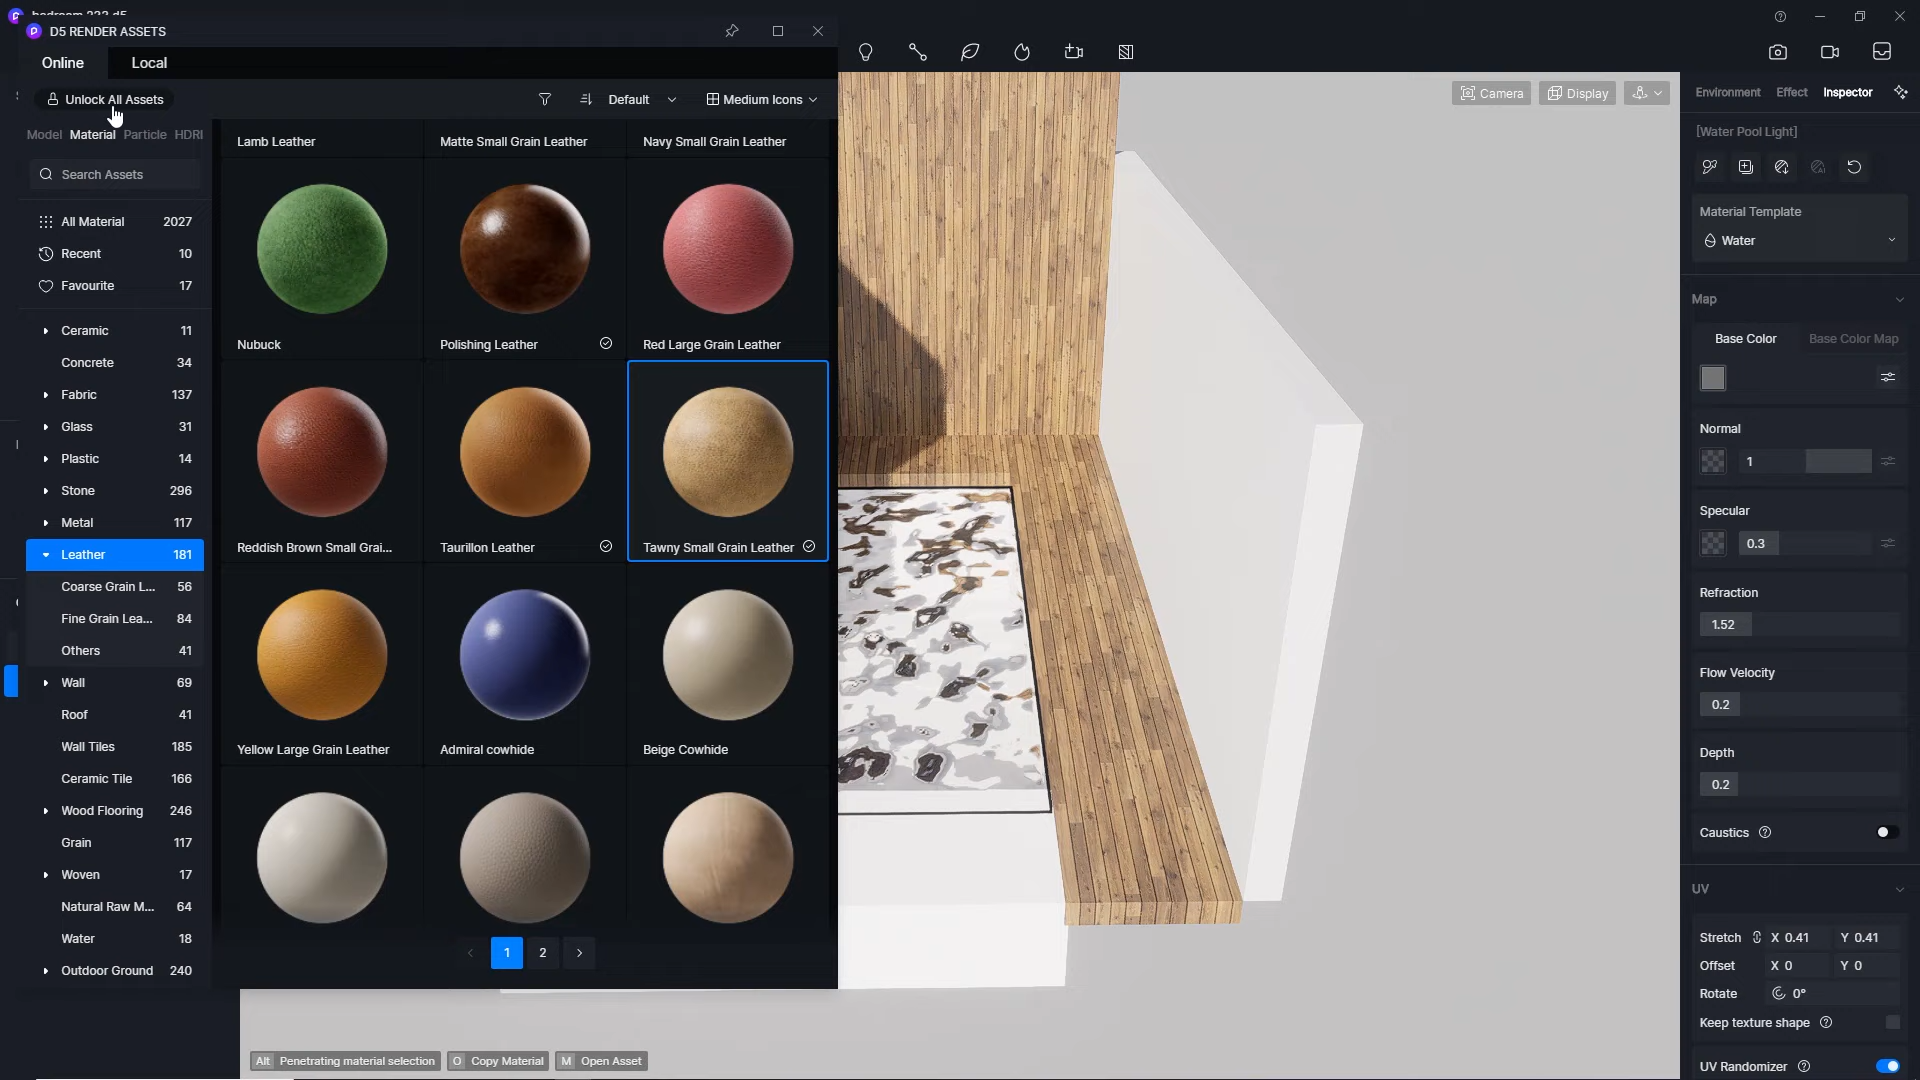 D5 RENDER ASSETS
Online
Local
Unlock All Assets
Default
Medium Icons
Model
Material
Particle
HDRI
Search Assets
All Material 2027
Recent 10
Favourite 17
Ceramic 11
Concrete 34
Fabric 137
Glass 31
Plastic 14
Stone 296
Metal 117
Leather 181
Coarse Grain L... 56
Fine Grain Lea... 84
Others 41
Wall 69
Roof 41
Wall Tiles 185
Ceramic Tile 166
Wood Flooring 246
Grain 117
Woven 17
Natural Raw M... 64
Water 18
Outdoor Ground 240
Lamb Leather
Matte Small Grain Leather
Navy Small Grain Leather
Nubuck
Polishing Leather
Red Large Grain Leather
Reddish Brown Small Grai...
Taurillon Leather
Tawny Small Grain Leather
Yellow Large Grain Leather
Admiral cowhide
Beige Cowhide
1
2
Camera
Display
Alt Penetrating material selection
O Copy Material
M Open Asset
Environment
Effect
Inspector
[Water Pool Light]
Material Template
Water
Map
Base Color
Base Color Map
Normal
1
Specular
0.3
Refraction
1.52
Flow Velocity
0.2
Depth
0.2
Caustics
UV
Stretch X 0.41 Y 0.41
Offset X 0 Y 0
Rotate 0°
Keep texture shape
UV Randomizer